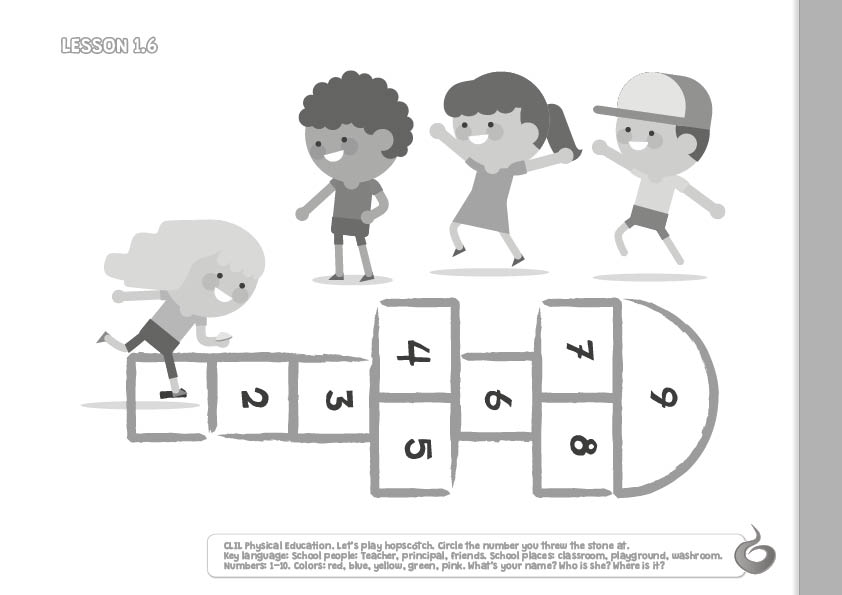 LESSON 1.6
4
7
2
3
6
9
5
8
CLIL Physical Education. Let's play hopscotch. Circle the number you threw the stone at.
Key language: School people: Teacher, principal, friends. School places: classroom, playground, washroom.
Numbers: 1-10. Colors: red, blue, yellow, green, pink. What's your name? Who is she? Where is it?